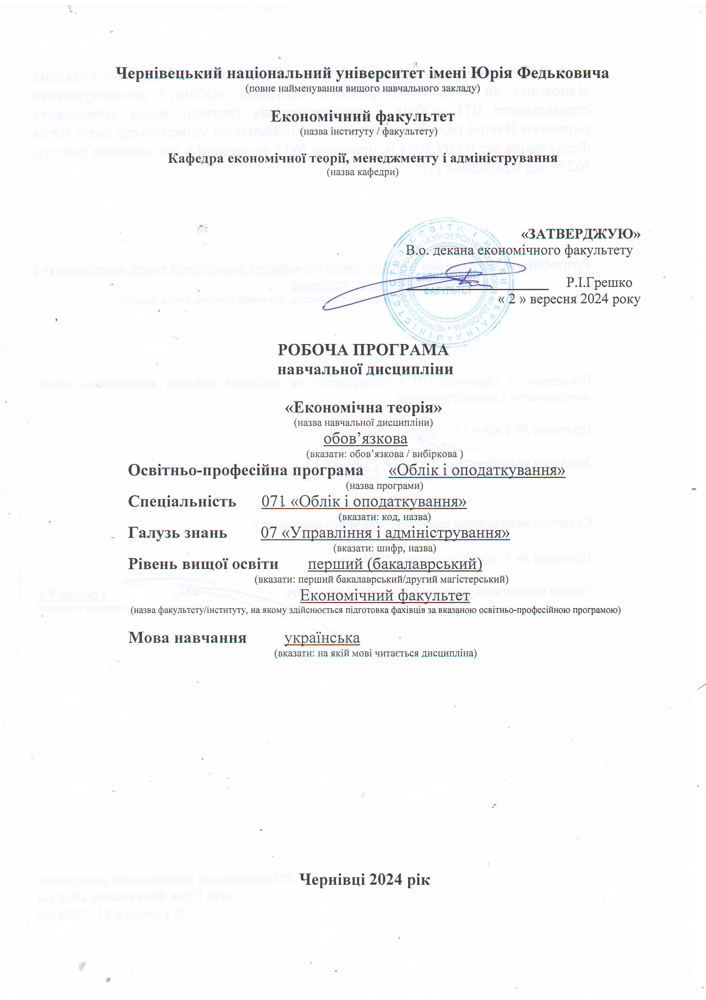 Чернівецький національний університет імені Юрія Федьковича
(повне найменування вищого навчального закладу)
Економічний факультет
(назва інституту / факультету)
Кафедра економічної теорії, менеджменту і адміністрування
(назва кафедри)
«ЗАТВЕРДЖУЮ»
В.о. декана економічного факультету
Р.І.Грешко
« 2 » вересня 2024 року
МІНІСТЕРСТВО ОСВІТИ І НАУКИ УКРАЇНИ
ЧЕРНІВЕЦЬКИЙ НАЦІОНАЛЬНИЙ УНІВЕРСИТЕТ ІМЕНІ ЮРІЯ ФЕДЬКОВИЧА
ЕКОНОМІЧНИЙ
ФАКУЛЬТЕТ
РОБОЧА ПРОГРАМА
навчальної дисципліни
«Економічна теорія»
(назва навчальної дисципліни)
обов’язкова
(вказати: обов’язкова / вибіркова )
Освітньо-професійна програма «Облік і оподаткування»
(назва програми)
Спеціальність 071 «Облік і оподаткування»
(вказати: код, назва)
Галузь знань 07 «Управління і адміністрування»
(вказати: шифр, назва)
Рівень вищої освіти перший (бакалаврський)
(вказати: перший бакалаврський/другий магістерський)
Економічний факультет
(назва факультету/інституту, на якому здійснюється підготовка фахівців за вказаною освітньо-професійною програмою)
Мова навчання українська
(вказати: на якій мові читається дисципліна)
Чернівці 2024 рік